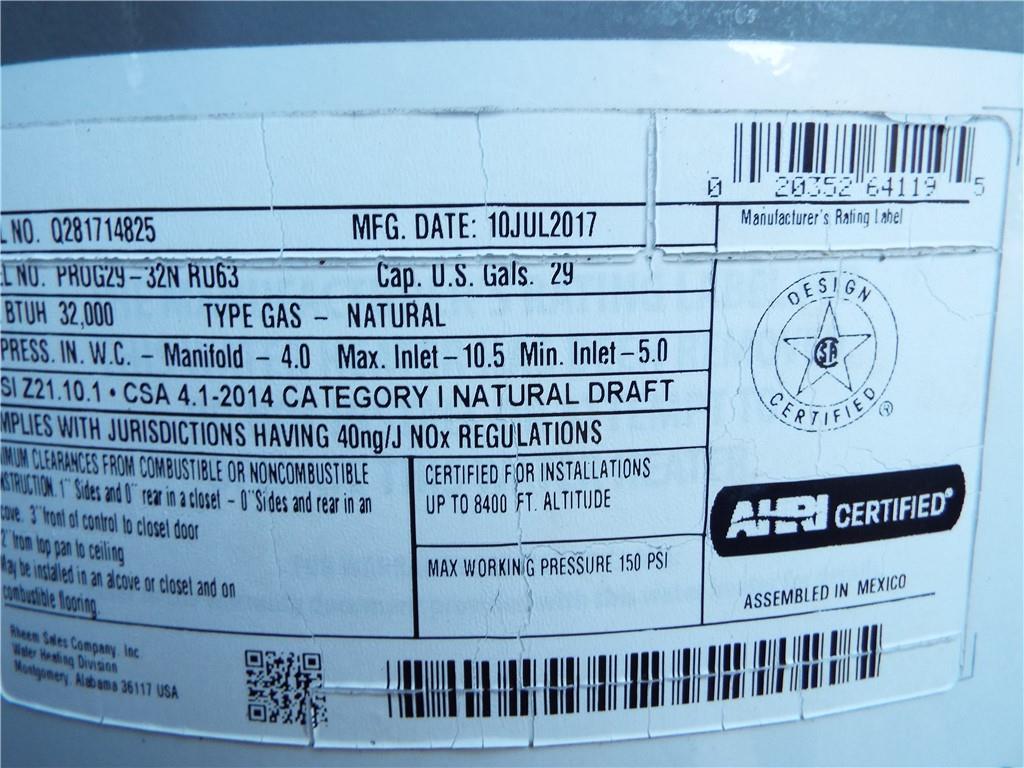 0 20352 64119 5
Manufacturer's Rating Label
L NO. Q281714825 MFG. DATE: 10JUL2017
L NO. PROG29-32N RU63 Cap. U.S. Gals. 29
BTUH 32,000 TYPE GAS - NATURAL
PRESS. IN. W.C. - Manifold - 4.0 Max. Inlet-10.5 Min. Inlet-5.0
SI Z21.10.1 • CSA 4.1-2014 CATEGORY I NATURAL DRAFT
MPLIES WITH JURISDICTIONS HAVING 40ng/J NOx REGULATIONS
IMUM CLEARANCES FROM COMBUSTIBLE OR NONCOMBUSTIBLE
NSTRUCTION. 1" Sides and 0" rear in a closet - 0"Sides and rear in an
cove. 3"front of control to closet door
2"from top pan to ceiling
May be installed in an alcove or closet and on
combustible flooring.
CERTIFIED FOR INSTALLATIONS
UP TO 8400 FT. ALTITUDE
MAX WORKING PRESSURE 150 PSI
DESIGN
SA
CERTIFIED ®
AHRI CERTIFIED®
ASSEMBLED IN MEXICO
Rheem Sales Company, Inc.
Water Heating Division
Montgomery, Alabama 36117 USA